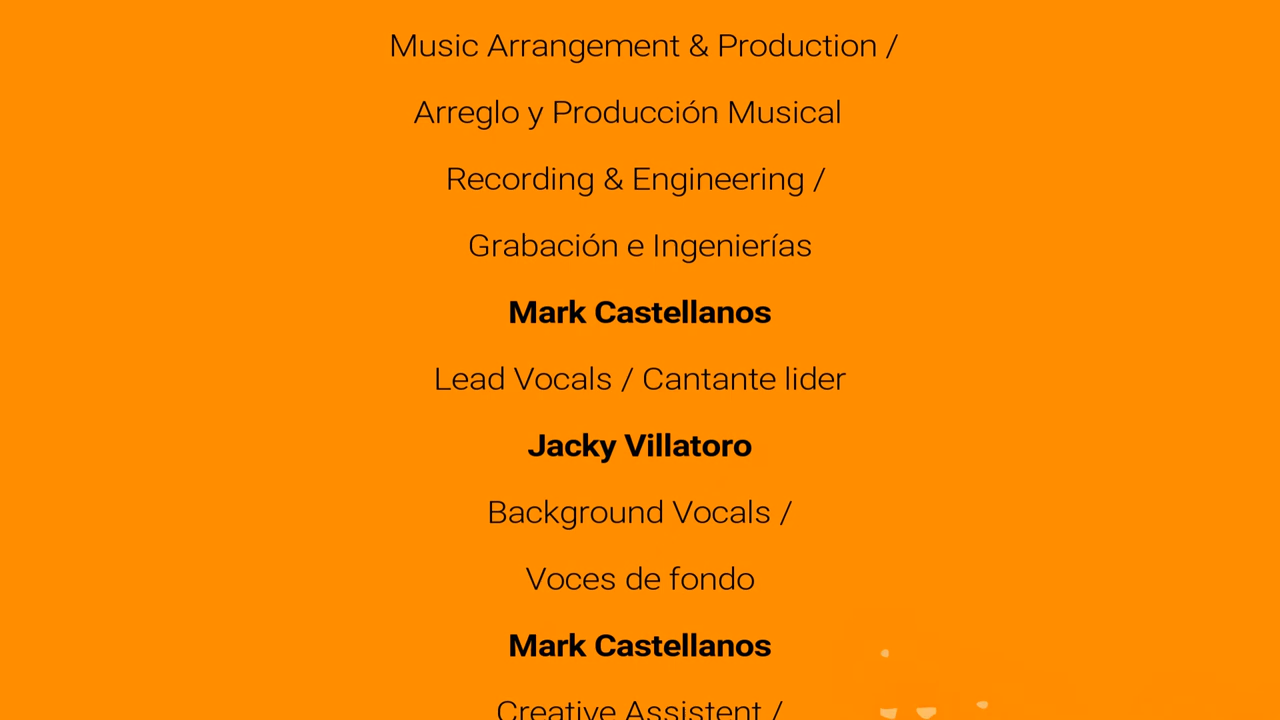 Music Arrangement & Production /
Arreglo y Producción Musical
Recording & Engineering /
Grabación e Ingenierías
Mark Castellanos
Lead Vocals / Cantante lider
Jacky Villatoro
Background Vocals /
Voces de fondo
Mark Castellanos
Creative Assistent /